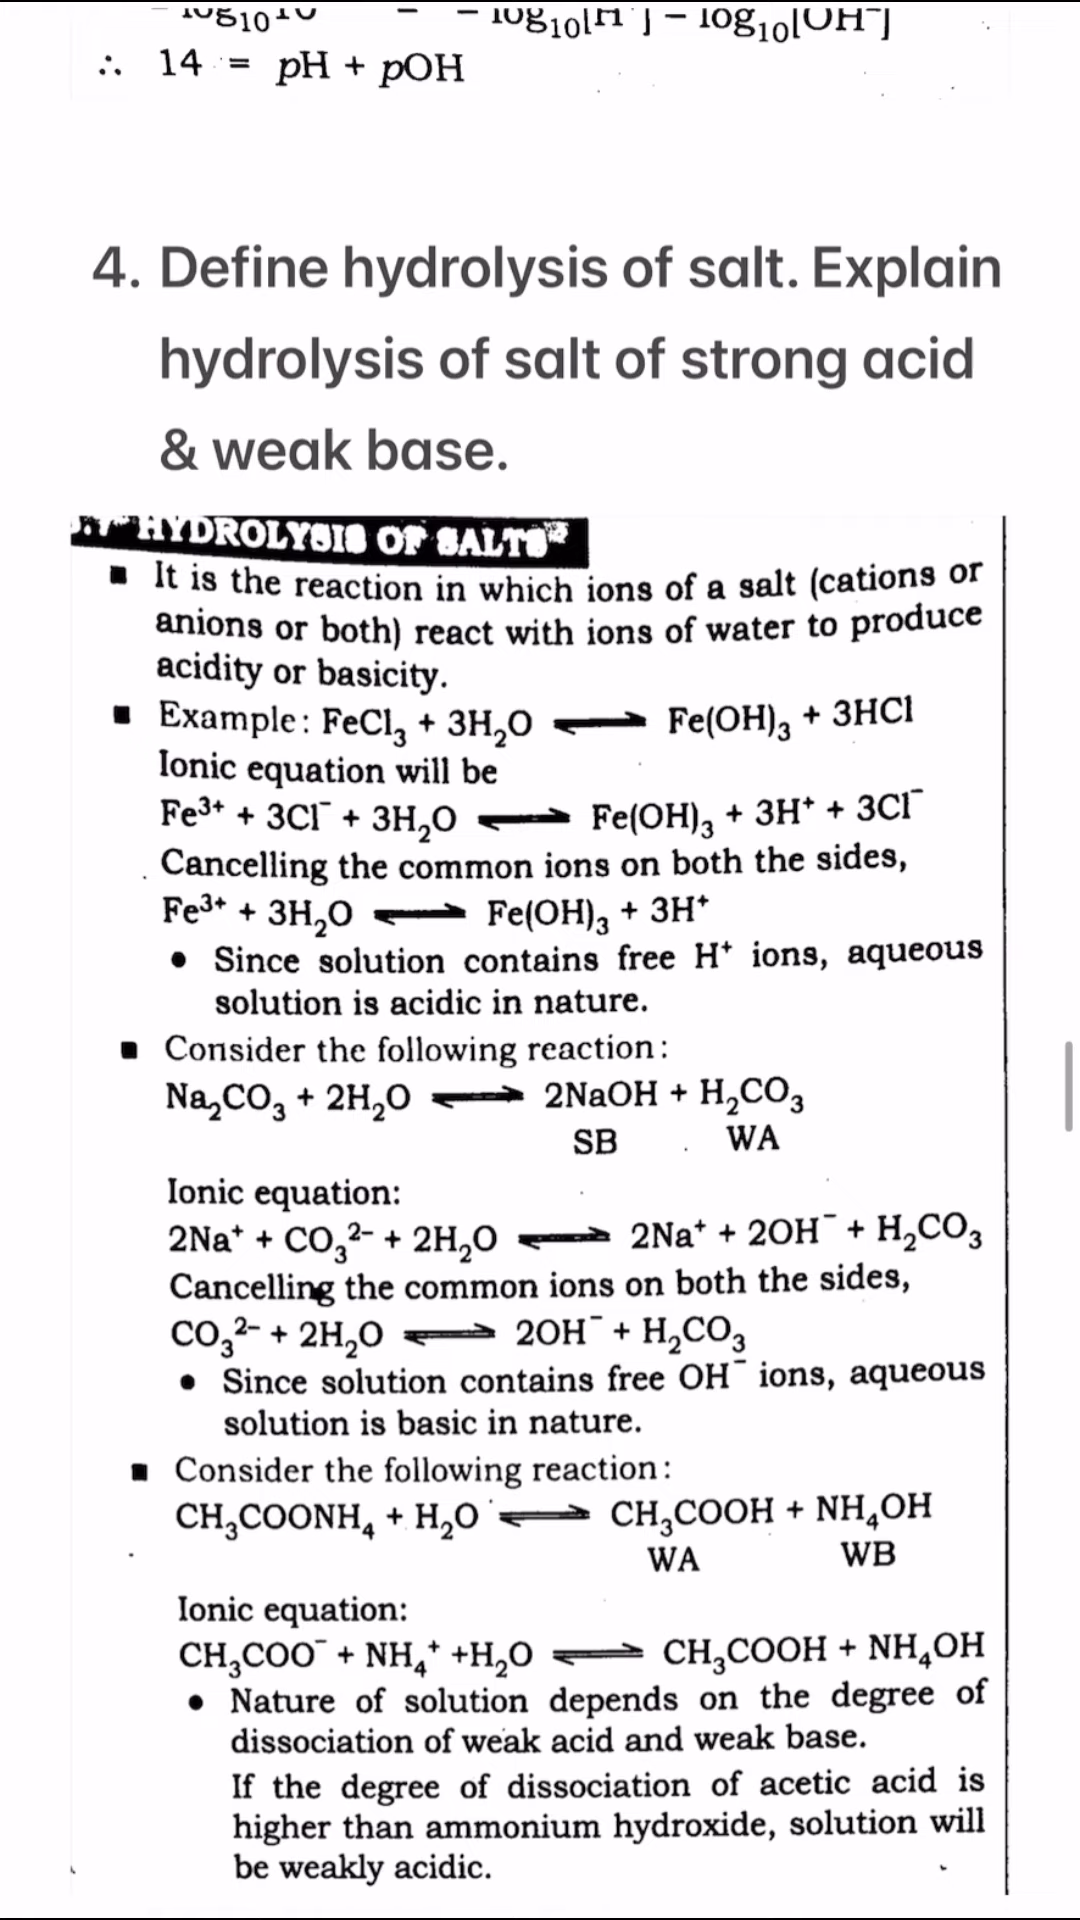 − log₁₀[H⁺] − log₁₀[OH⁻]
∴ 14 = pH + pOH
4. Define hydrolysis of salt. Explain
hydrolysis of salt of strong acid
& weak base.
HYDROLYSIS OF SALTS
■ It is the reaction in which ions of a salt (cations or
anions or both) react with ions of water to produce
acidity or basicity.
■ Example : FeCl₃ + 3H₂O ⇌ Fe(OH)₃ + 3HCl
Ionic equation will be
Fe³⁺ + 3Cl⁻ + 3H₂O ⇌ Fe(OH)₃ + 3H⁺ + 3Cl⁻
Cancelling the common ions on both the sides,
Fe³⁺ + 3H₂O ⇌ Fe(OH)₃ + 3H⁺
• Since solution contains free H⁺ ions, aqueous
solution is acidic in nature.
■ Consider the following reaction :
Na₂CO₃ + 2H₂O ⇌ 2NaOH + H₂CO₃
SB WA
Ionic equation:
2Na⁺ + CO₃²⁻ + 2H₂O ⇌ 2Na⁺ + 2OH⁻ + H₂CO₃
Cancelling the common ions on both the sides,
CO₃²⁻ + 2H₂O ⇌ 2OH⁻ + H₂CO₃
• Since solution contains free OH⁻ ions, aqueous
solution is basic in nature.
■ Consider the following reaction :
CH₃COONH₄ + H₂O ⇌ CH₃COOH + NH₄OH
WA WB
Ionic equation:
CH₃COO⁻ + NH₄⁺ +H₂O ⇌ CH₃COOH + NH₄OH
• Nature of solution depends on the degree of
dissociation of weak acid and weak base.
If the degree of dissociation of acetic acid is
higher than ammonium hydroxide, solution will
be weakly acidic.